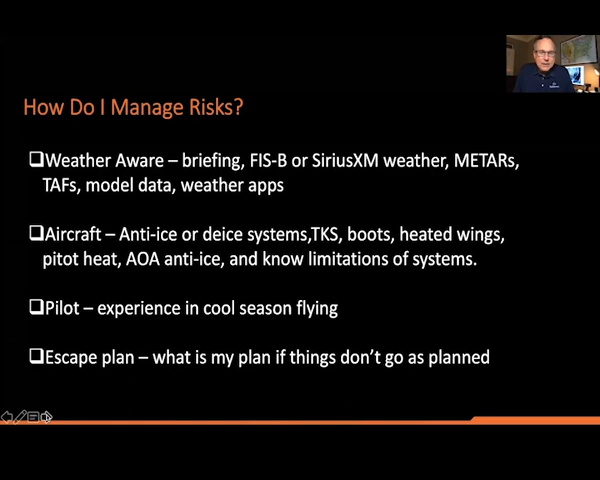 How Do I Manage Risks?
❑Weather Aware – briefing, FIS-B or SiriusXM weather, METARs,
TAFs, model data, weather apps
❑Aircraft – Anti-ice or deice systems,TKS, boots, heated wings,
pitot heat, AOA anti-ice, and know limitations of systems.
❑Pilot – experience in cool season flying
❑Escape plan – what is my plan if things don’t go as planned